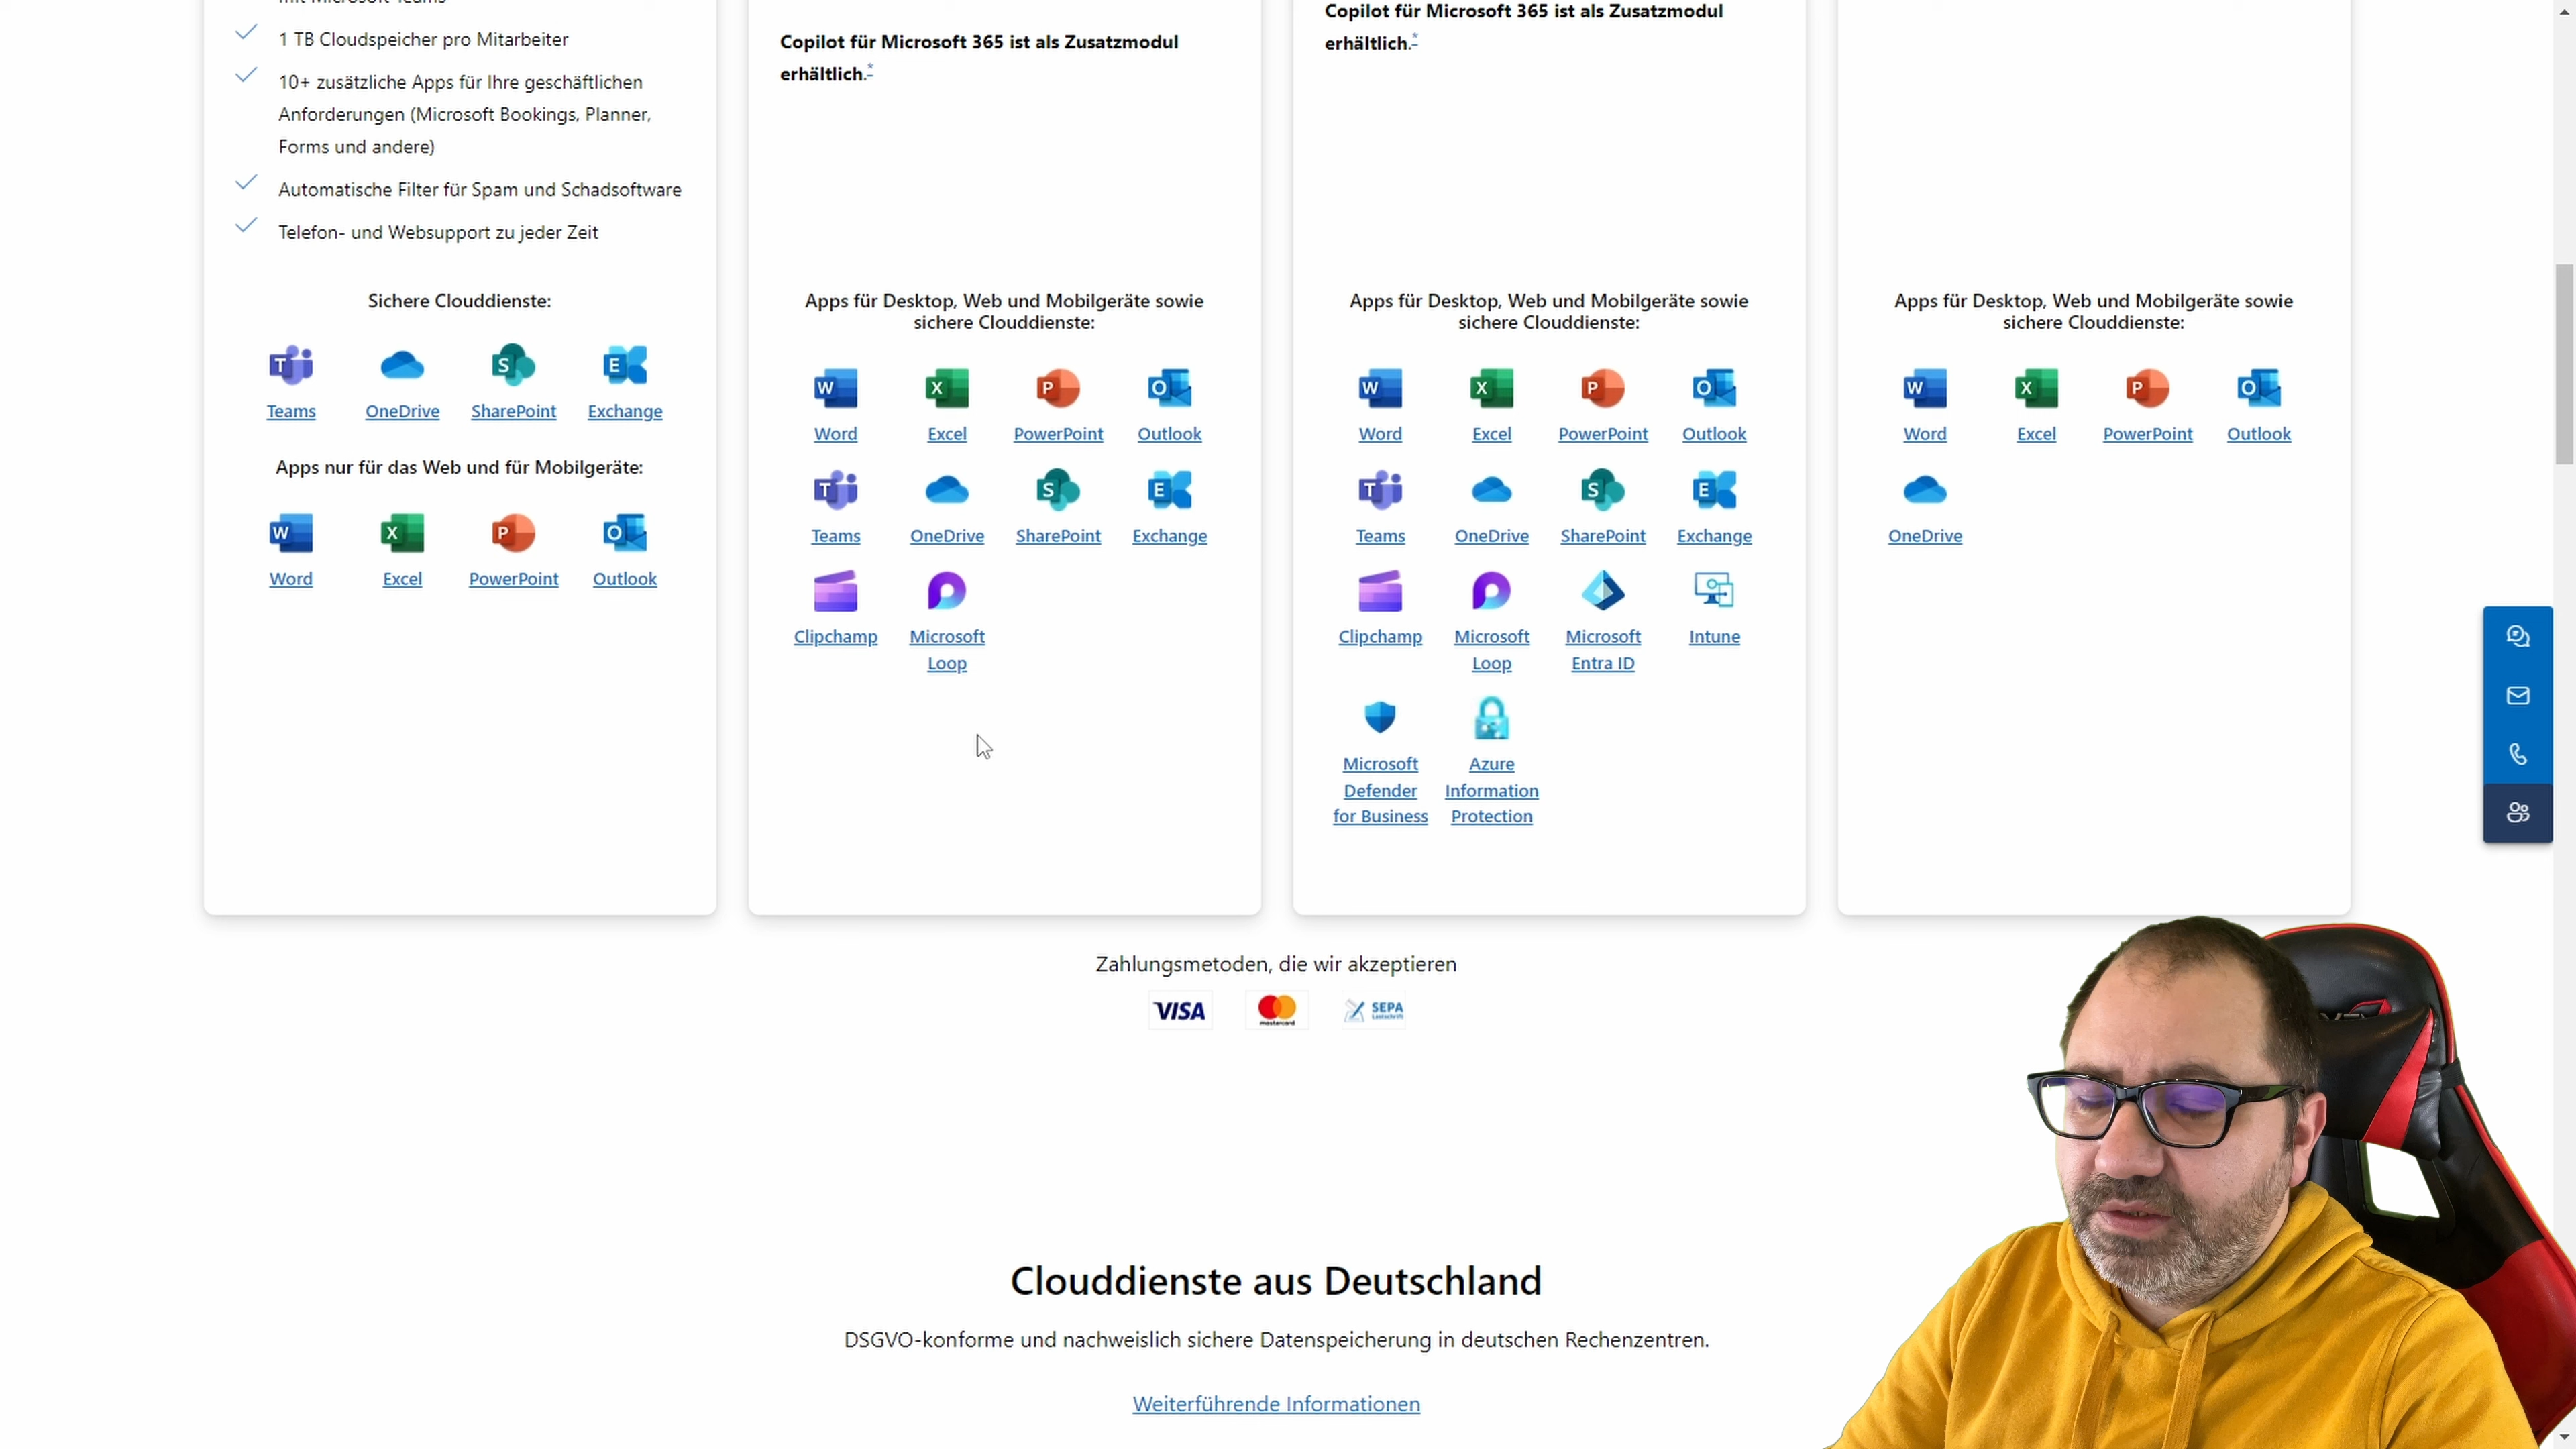 1 TB Cloudspeicher pro Mitarbeiter
10+ zusätzliche Apps für Ihre geschäftlichen
Anforderungen (Microsoft Bookings, Planner,
Forms und andere)
Automatische Filter für Spam und Schadsoftware
Telefon- und Websupport zu jeder Zeit
Sichere Clouddienste:
Teams OneDrive SharePoint Exchange
Apps nur für das Web und für Mobilgeräte:
Word Excel PowerPoint Outlook
Copilot für Microsoft 365 ist als Zusatzmodul
erhältlich.*
Apps für Desktop, Web und Mobilgeräte sowie
sichere Clouddienste:
Word Excel PowerPoint Outlook
Teams OneDrive SharePoint Exchange
Clipchamp Microsoft
Loop
Copilot für Microsoft 365 ist als Zusatzmodul
erhältlich.*
Apps für Desktop, Web und Mobilgeräte sowie
sichere Clouddienste:
Word Excel PowerPoint Outlook
Teams OneDrive SharePoint Exchange
Clipchamp Microsoft Microsoft Intune
Loop Entra ID
Microsoft Azure
Defender Information
for Business Protection
Apps für Desktop, Web und Mobilgeräte sowie
sichere Clouddienste:
Word Excel PowerPoint Outlook
OneDrive
Zahlungsmetoden, die wir akzeptieren
VISA mastercard SEPA
Lastschrift
Clouddienste aus Deutschland
DSGVO-konforme und nachweislich sichere Datenspeicherung in deutschen Rechenzentren.
Weiterführende Informationen